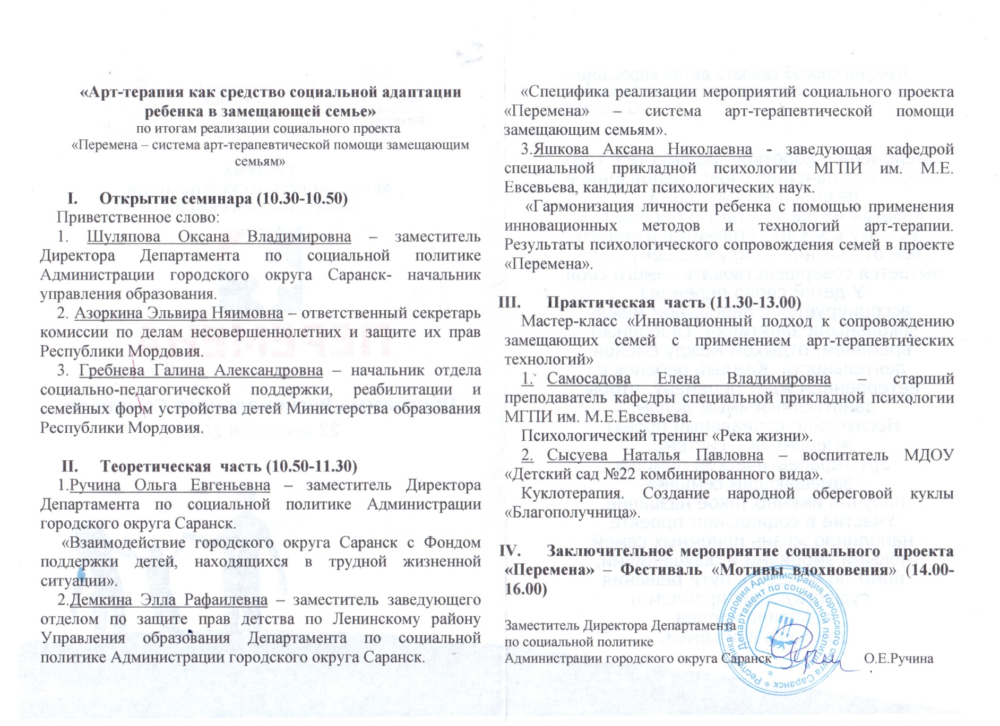 «Арт-терапия как средство социальной адаптации
ребенка в замещающей семье»
по итогам реализации социального проекта
«Перемена – система арт-терапевтической помощи замещающим
семьям»
I. Открытие семинара (10.30-10.50)
Приветственное слово:
1. Шуляпова Оксана Владимировна – заместитель
Директора Департамента по социальной политике
Администрации городского округа Саранск- начальник
управления образования.
2. Азоркина Эльвира Няимовна – ответственный секретарь
комиссии по делам несовершеннолетних и защите их прав
Республики Мордовия.
3. Гребнева Галина Александровна – начальник отдела
социально-педагогической поддержки, реабилитации и
семейных форм устройства детей Министерства образования
Республики Мордовия.
II. Теоретическая часть (10.50-11.30)
1.Ручина Ольга Евгеньевна – заместитель Директора
Департамента по социальной политике Администрации
городского округа Саранск.
«Взаимодействие городского округа Саранск с Фондом
поддержки детей, находящихся в трудной жизненной
ситуации».
2.Демкина Элла Рафаилевна – заместитель заведующего
отделом по защите прав детства по Ленинскому району
Управления образования Департамента по социальной
политике Администрации городского округа Саранск.
«Специфика реализации мероприятий социального проекта
«Перемена» – система арт-терапевтической помощи
замещающим семьям».
3.Яшкова Аксана Николаевна - заведующая кафедрой
специальной прикладной психологии МГПИ им. М.Е.
Евсевьева, кандидат психологических наук.
«Гармонизация личности ребенка с помощью применения
инновационных методов и технологий арт-терапии.
Результаты психологического сопровождения семей в проекте
«Перемена».
III. Практическая часть (11.30-13.00)
Мастер-класс «Инновационный подход к сопровождению
замещающих семей с применением арт-терапевтических
технологий»
1. Самосадова Елена Владимировна – старший
преподаватель кафедры специальной прикладной психологии
МГПИ им. М.Е.Евсевьева.
Психологический тренинг «Река жизни».
2. Сысуева Наталья Павловна – воспитатель МДОУ
«Детский сад №22 комбинированного вида».
Куклотерапия. Создание народной обереговой куклы
«Благополучница».
IV. Заключительное мероприятие социального проекта
«Перемена» – Фестиваль «Мотивы вдохновения» (14.00-
16.00)
Заместитель Директора Департамента
по социальной политике
Администрации городского округа Саранск О.Е.Ручина
Республика Мордовия Администрация городского округа Саранск
Департамент по социальной политике